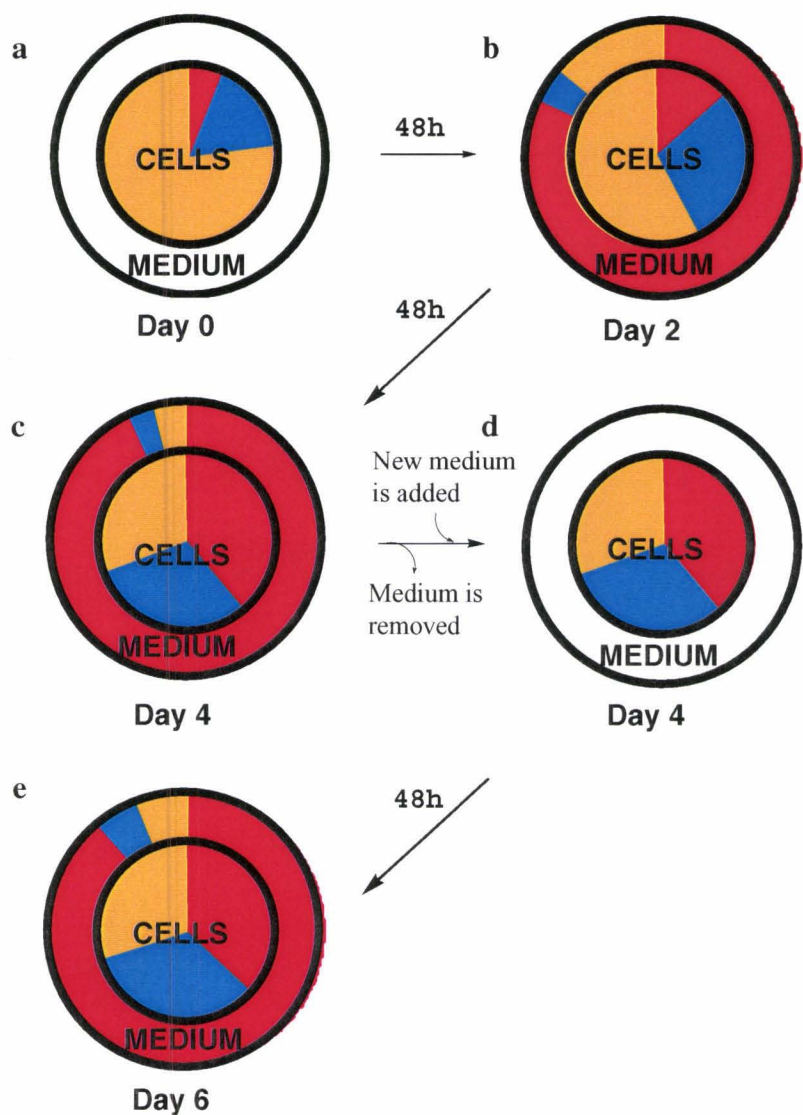 a
CELLS
MEDIUM
Day 0
48h
b
CELLS
MEDIUM
Day 2
48h
c
CELLS
MEDIUM
Day 4
New medium
is added
Medium is
removed
d
CELLS
MEDIUM
Day 4
48h
e
CELLS
MEDIUM
Day 6